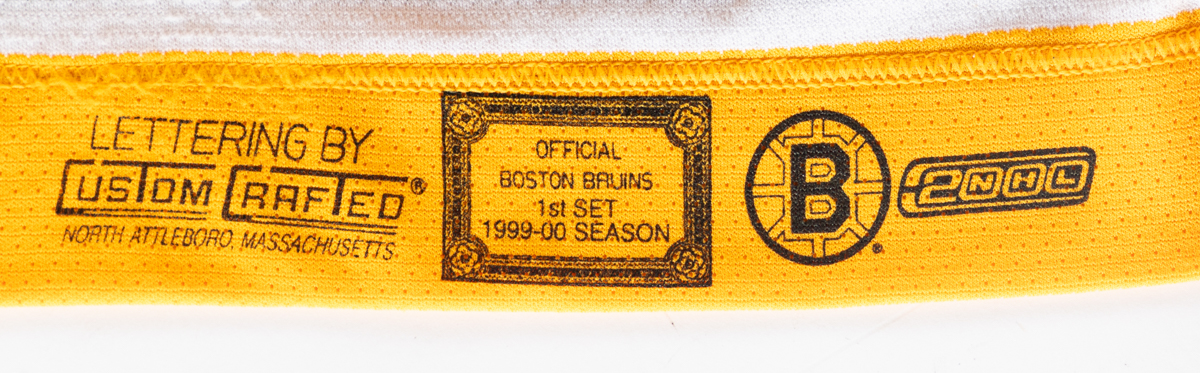 LETTERING BY
CUSTOM CRAFTED®
NORTH ATTLEBORO, MASSACHUSETTS
OFFICIAL
BOSTON BRUINS
1st SET
1999-00 SEASON
B®
2NHL